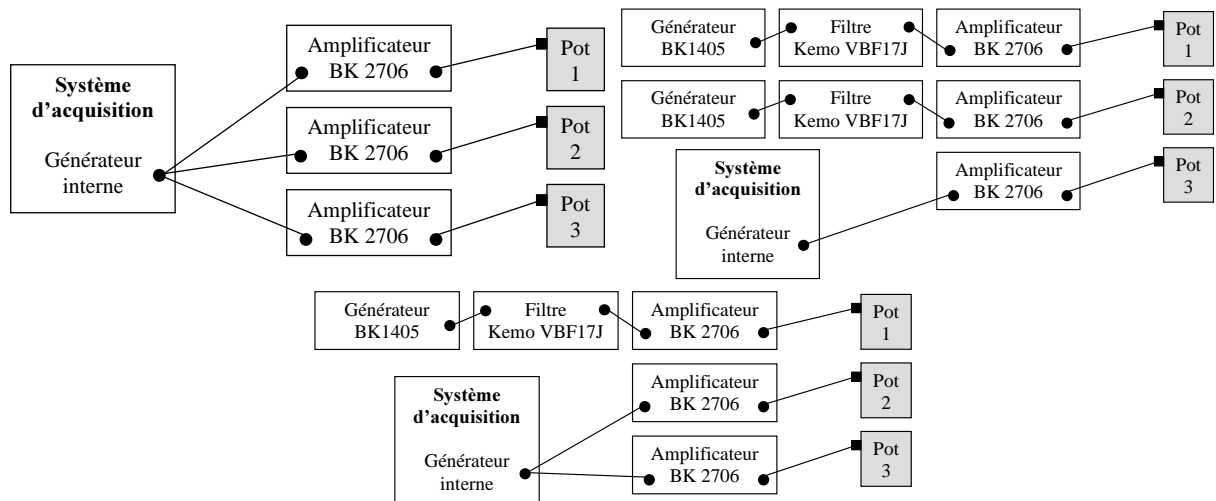 Système
d'acquisition
Générateur
interne
Amplificateur
BK 2706
Pot
1
Amplificateur
BK 2706
Pot
2
Amplificateur
BK 2706
Pot
3
Générateur
BK1405
Filtre
Kemo VBF17J
Amplificateur
BK 2706
Pot
1
Générateur
BK1405
Filtre
Kemo VBF17J
Amplificateur
BK 2706
Pot
2
Système
d'acquisition
Générateur
interne
Amplificateur
BK 2706
Pot
3
Générateur
BK1405
Filtre
Kemo VBF17J
Amplificateur
BK 2706
Pot
1
Système
d'acquisition
Générateur
interne
Amplificateur
BK 2706
Pot
2
Amplificateur
BK 2706
Pot
3